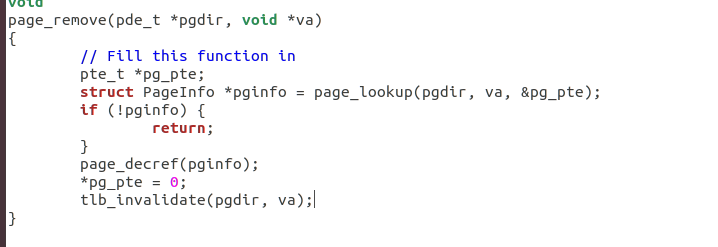 void
page_remove(pde_t *pgdir, void *va)
{
        // Fill this function in
        pte_t *pg_pte;
        struct PageInfo *pginfo = page_lookup(pgdir, va, &pg_pte);
        if (!pginfo) {
                return;
        }
        page_decref(pginfo);
        *pg_pte = 0;
        tlb_invalidate(pgdir, va);
}